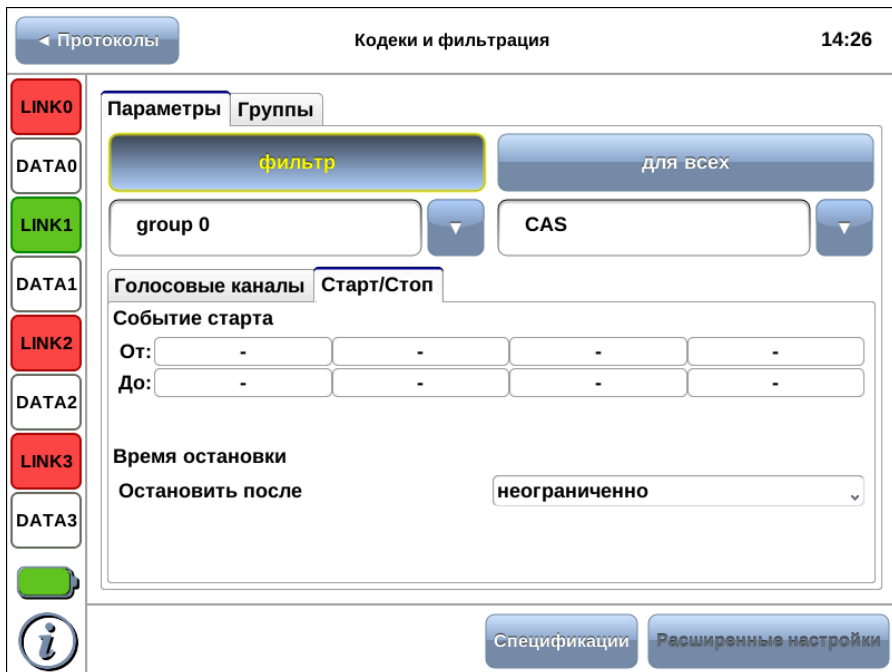 ◄ Протоколы
Кодеки и фильтрация
14:26
LINK0
DATA0
LINK1
DATA1
LINK2
DATA2
LINK3
DATA3
i
Параметры Группы
фильтр для всех
group 0 ▼ CAS ▼
Голосовые каналы Старт/Стоп
Событие старта
От: - - - -
До: - - - -
Время остановки
Остановить после неограниченно
Спецификации Расширенные настройки